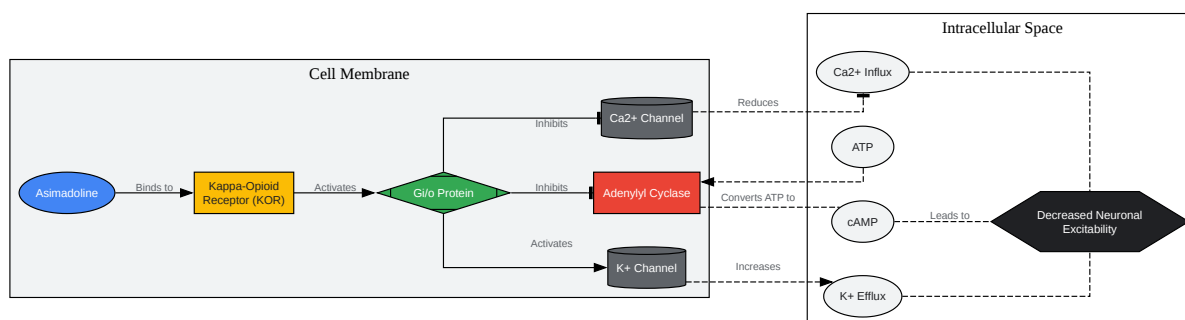 Intracellular Space
Cell Membrane
Ca2+ Influx
Reduces
Ca2+ Channel
Inhibits
ATP
Asimadoline
Binds to
Kappa-Opioid
Receptor (KOR)
Activates
Gi/o Protein
Inhibits
Adenylyl Cyclase
Converts ATP to
cAMP
Leads to
Decreased Neuronal
Excitability
Activates
K+ Channel
Increases
K+ Efflux